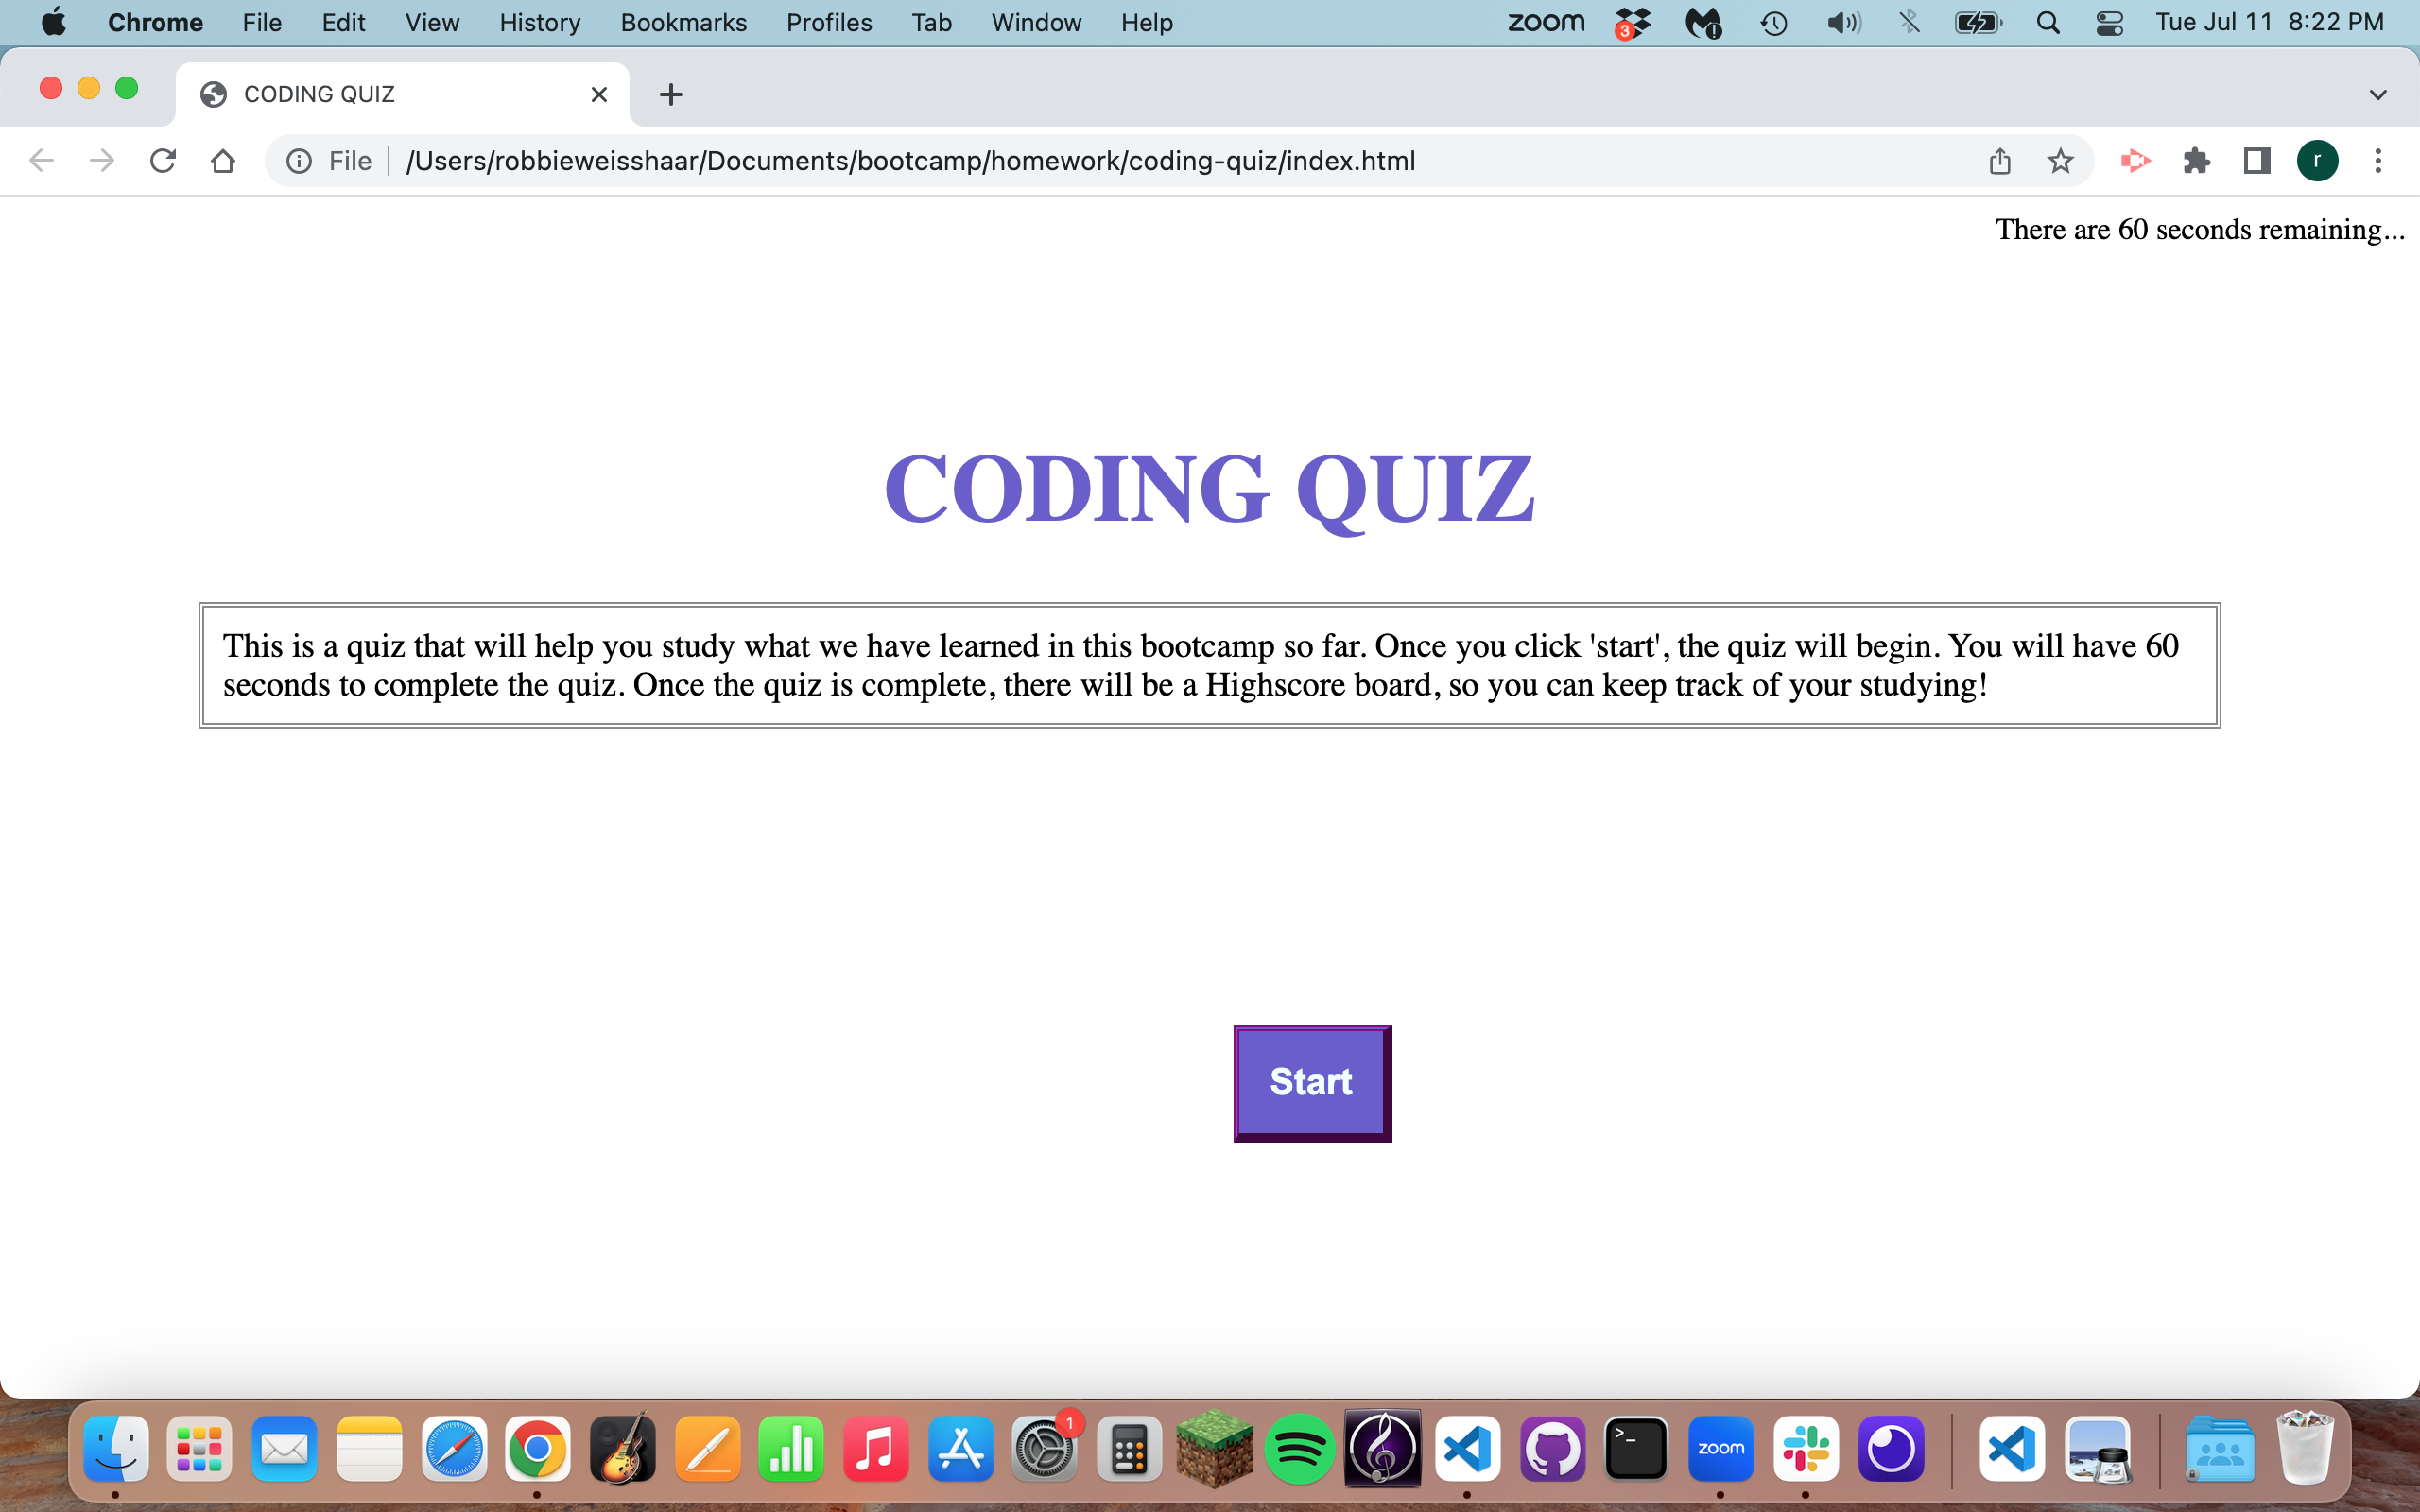 Chrome File Edit View History Bookmarks Profiles Tab Window Help zoom 3 Tue Jul 11 8:22 PM
CODING QUIZ
File /Users/robbieweisshaar/Documents/bootcamp/homework/coding-quiz/index.html r
There are 60 seconds remaining...
CODING QUIZ
This is a quiz that will help you study what we have learned in this bootcamp so far. Once you click 'start', the quiz will begin. You will have 60
seconds to complete the quiz. Once the quiz is complete, there will be a Highscore board, so you can keep track of your studying!
Start
1
>_
zoom